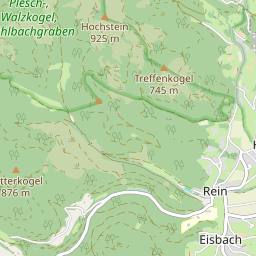 Plesch-,
Walzkogel,
hlbachgraben
Hochstein
925 m
Treffenkogel
745 m
tterkogel
876 m
Rein
Eisbach